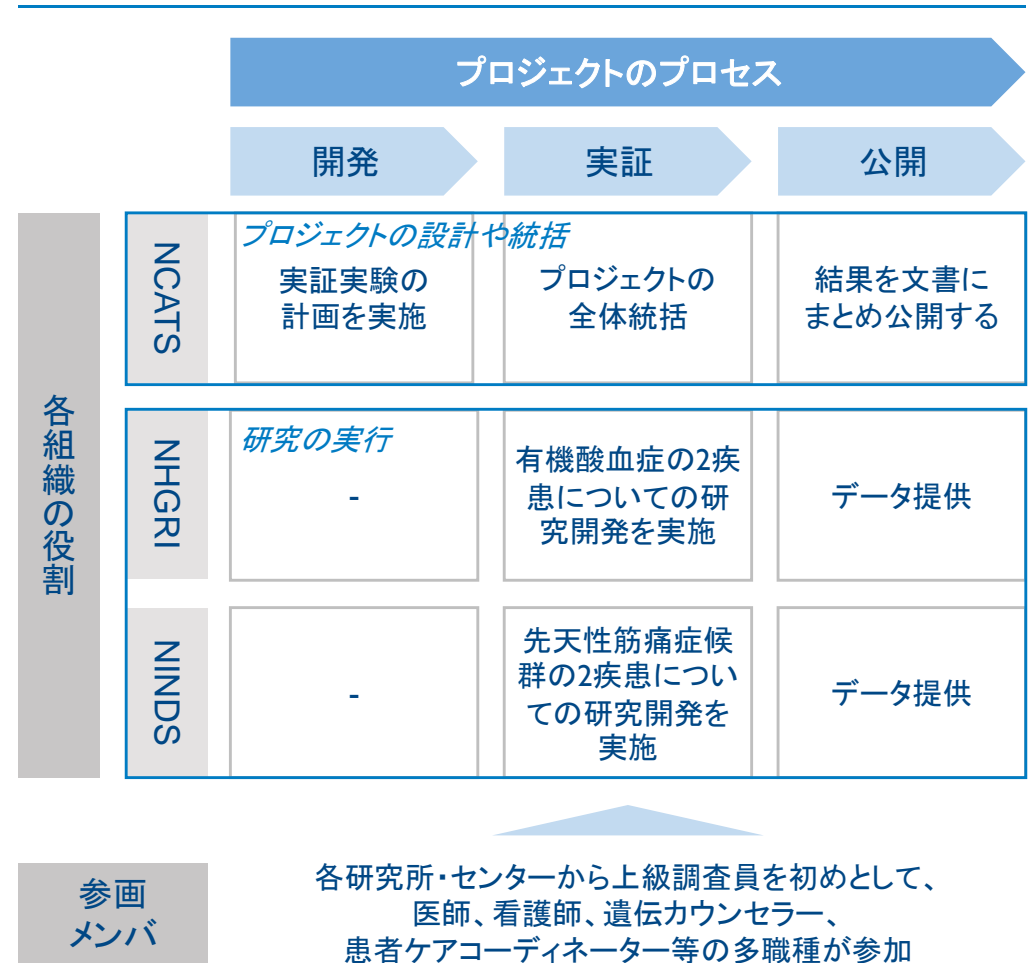 プロジェクトのプロセス
開発
実証
公開
各組織の役割
NCATS
プロジェクトの設計や統括
実証実験の
計画を実施
プロジェクトの
全体統括
結果を文書に
まとめ公開する
NHGRI
研究の実行
-
有機酸血症の2疾
患についての研
究開発を実施
データ提供
NINDS
-
先天性筋痛症候
群の2疾患につい
ての研究開発を
実施
データ提供
参画
メンバ
各研究所・センターから上級調査員を初めとして、
医師、看護師、遺伝カウンセラー、
患者ケアコーディネーター等の多職種が参加